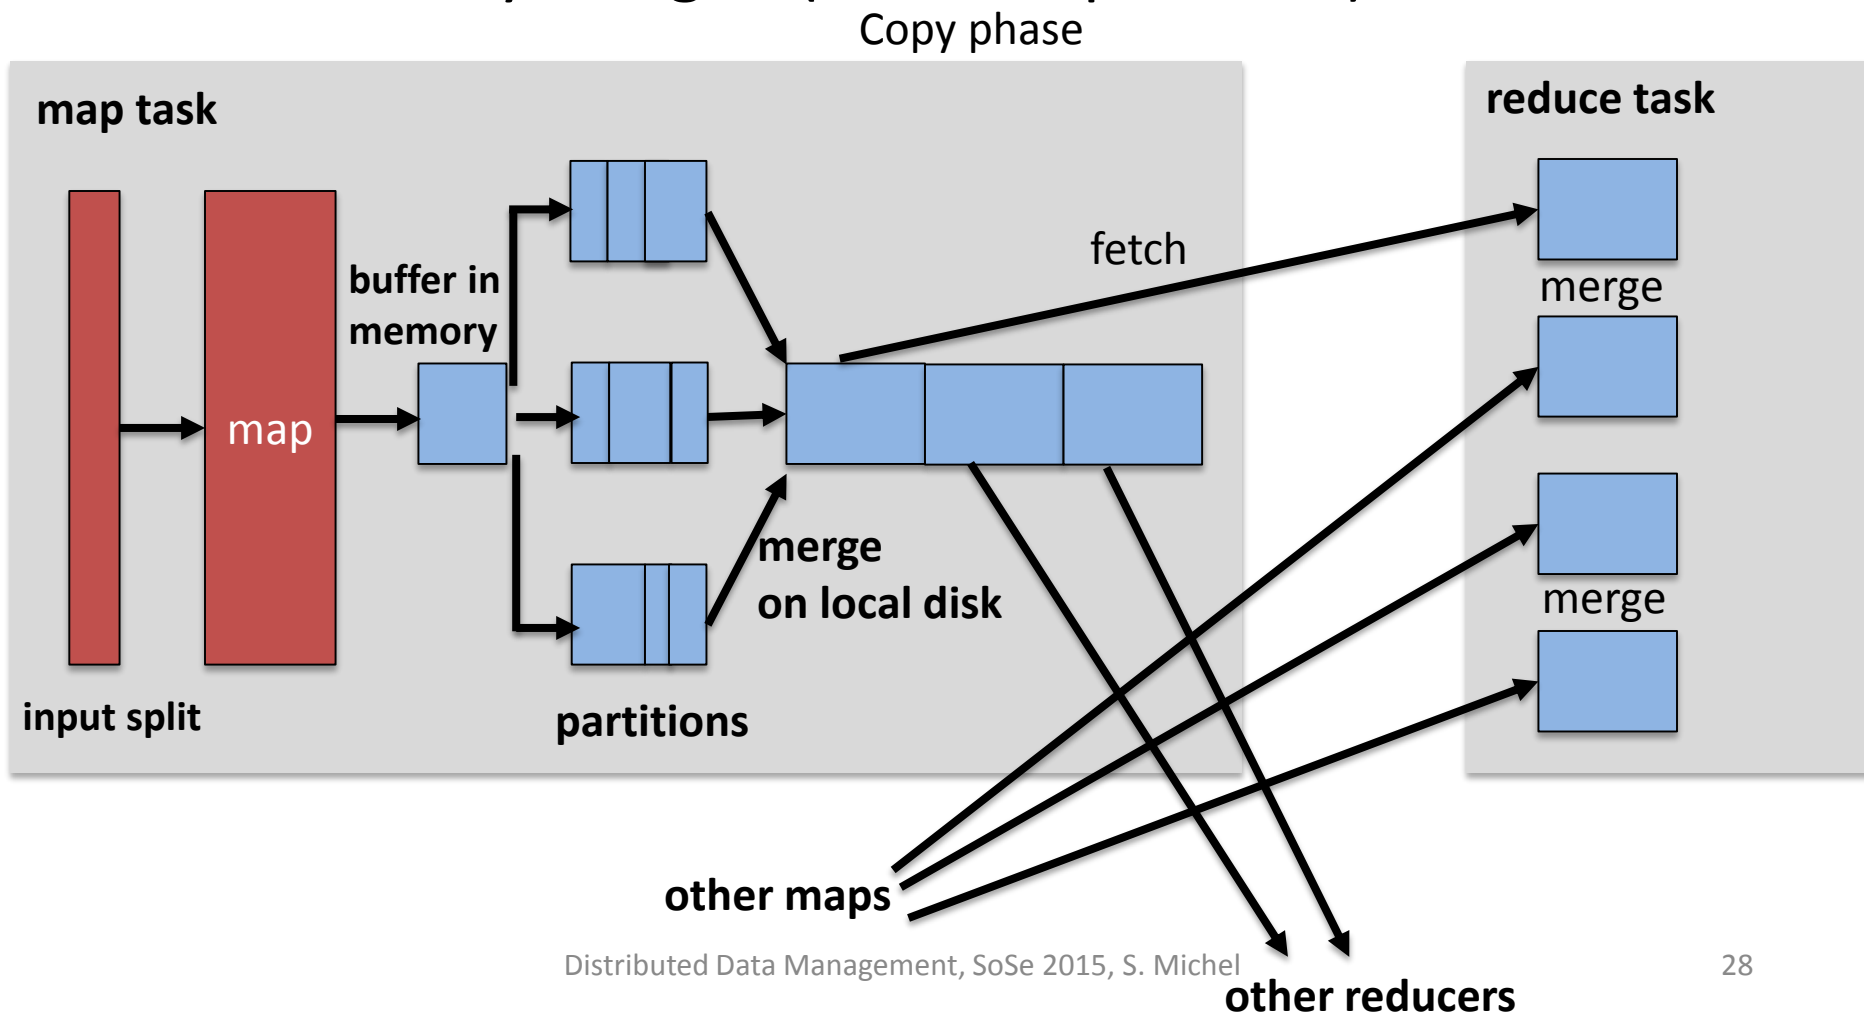 Copy phase
map task
reduce task
buffer in
memory
fetch
merge
map
merge
on local disk
merge
input split
partitions
other maps
Distributed Data Management, SoSe 2015, S. Michel
28
other reducers